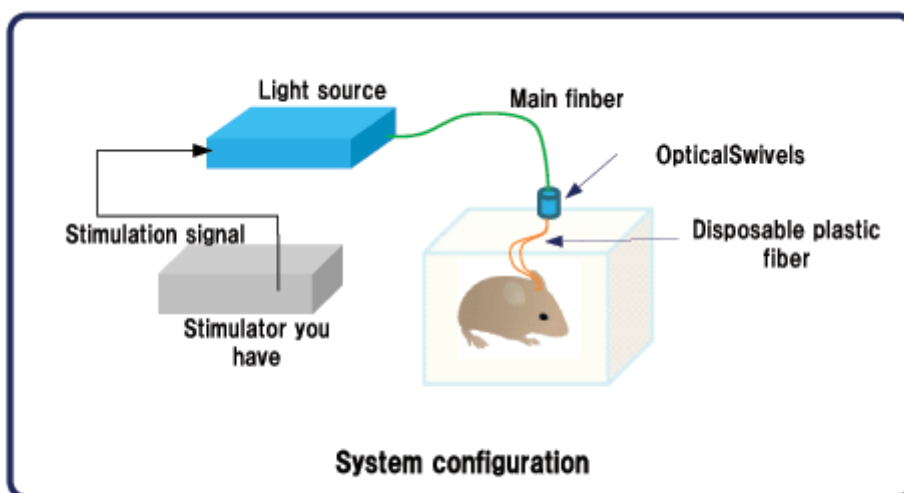 Light source
Main finber
OpticalSwivels
Stimulation signal
Disposable plastic
fiber
Stimulator you
have
System configuration